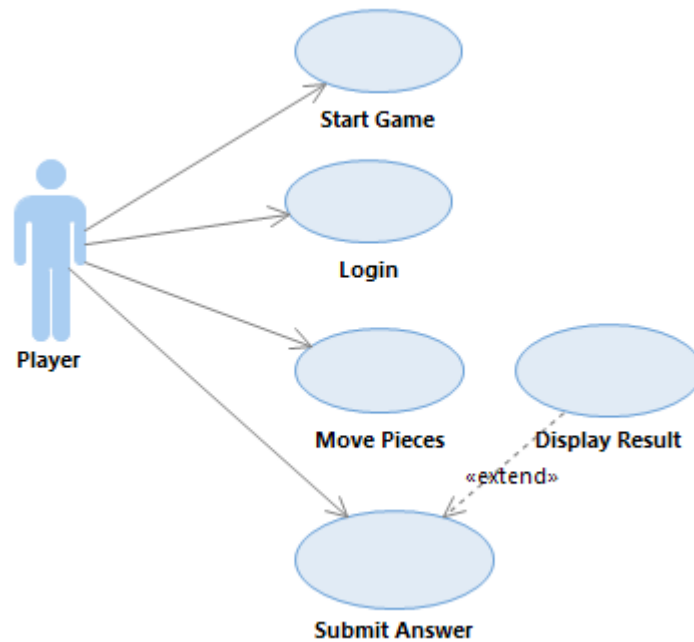 Start Game
Login
Player
Move Pieces
Display Result
«extend»
Submit Answer